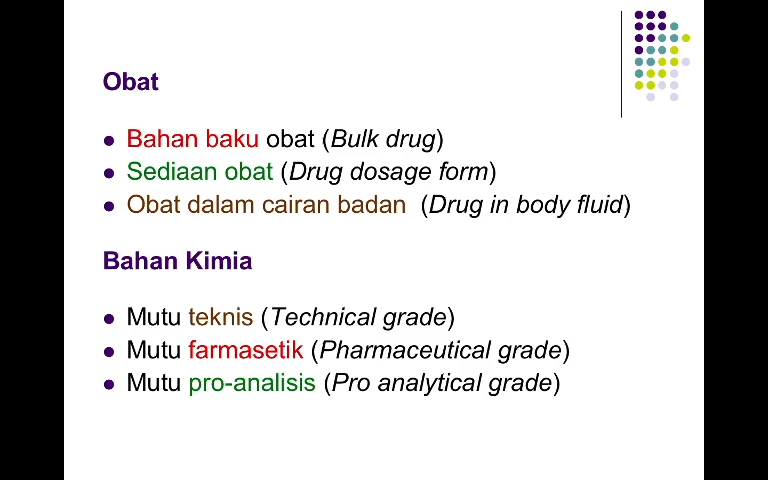 Obat
Bahan baku obat (Bulk drug)
Sediaan obat (Drug dosage form)
Obat dalam cairan badan (Drug in body fluid)
Bahan Kimia
Mutu teknis (Technical grade)
Mutu farmasetik (Pharmaceutical grade)
Mutu pro-analisis (Pro analytical grade)